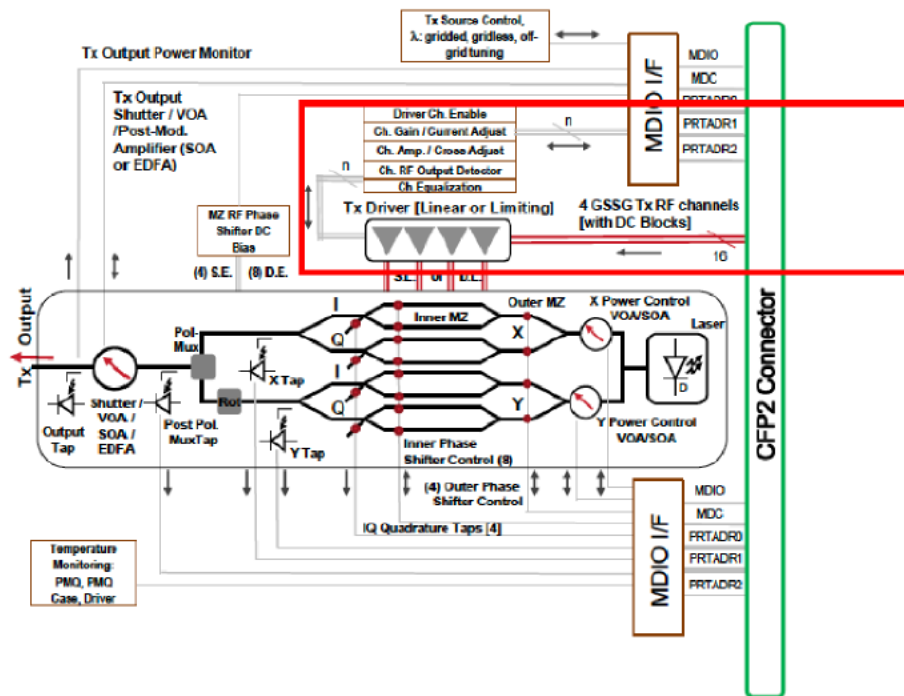 Tx Source Control,
λ: gridded, gridless, off-
grid tuning
Tx Output Power Monitor
Tx Output
Shutter / VOA
/Post-Mod.
Amplifier (SOA
or EDFA)
MDIO I/F
MDIO
MDC
PRTADR0
PRTADR1
PRTADR2
CFP2 Connector
Driver Ch. Enable
Ch. Gain / Current Adjust
Ch. Amp. / Cross Adjust
Ch. RF Output Detector
Ch Equalization
n
n
Tx Driver [Linear or Limiting]
4 GSSG Tx RF channels
[with DC Blocks]
16
MZ RF Phase
Shifter DC
Bias
(4) S.E. (8) D.E.
S.E. or D.E.
Tx Output
Pol-
Mux
Rot
I
Q
I
Q
Inner MZ
Outer MZ
X
Y
X Power Control
VOA/SOA
Laser
D
Y Power Control
VOA/SOA
Output
Tap
Shutter /
VOA /
SOA /
EDFA
Post Pol.
MuxTap
X Tap
Y Tap
Inner Phase
Shifter Control (8)
(4) Outer Phase
Shifter Control
IQ Quadrature Taps [4]
Temperature
Monitoring:
PMQ, PMQ
Case, Driver
MDIO I/F
MDIO
MDC
PRTADR0
PRTADR1
PRTADR2